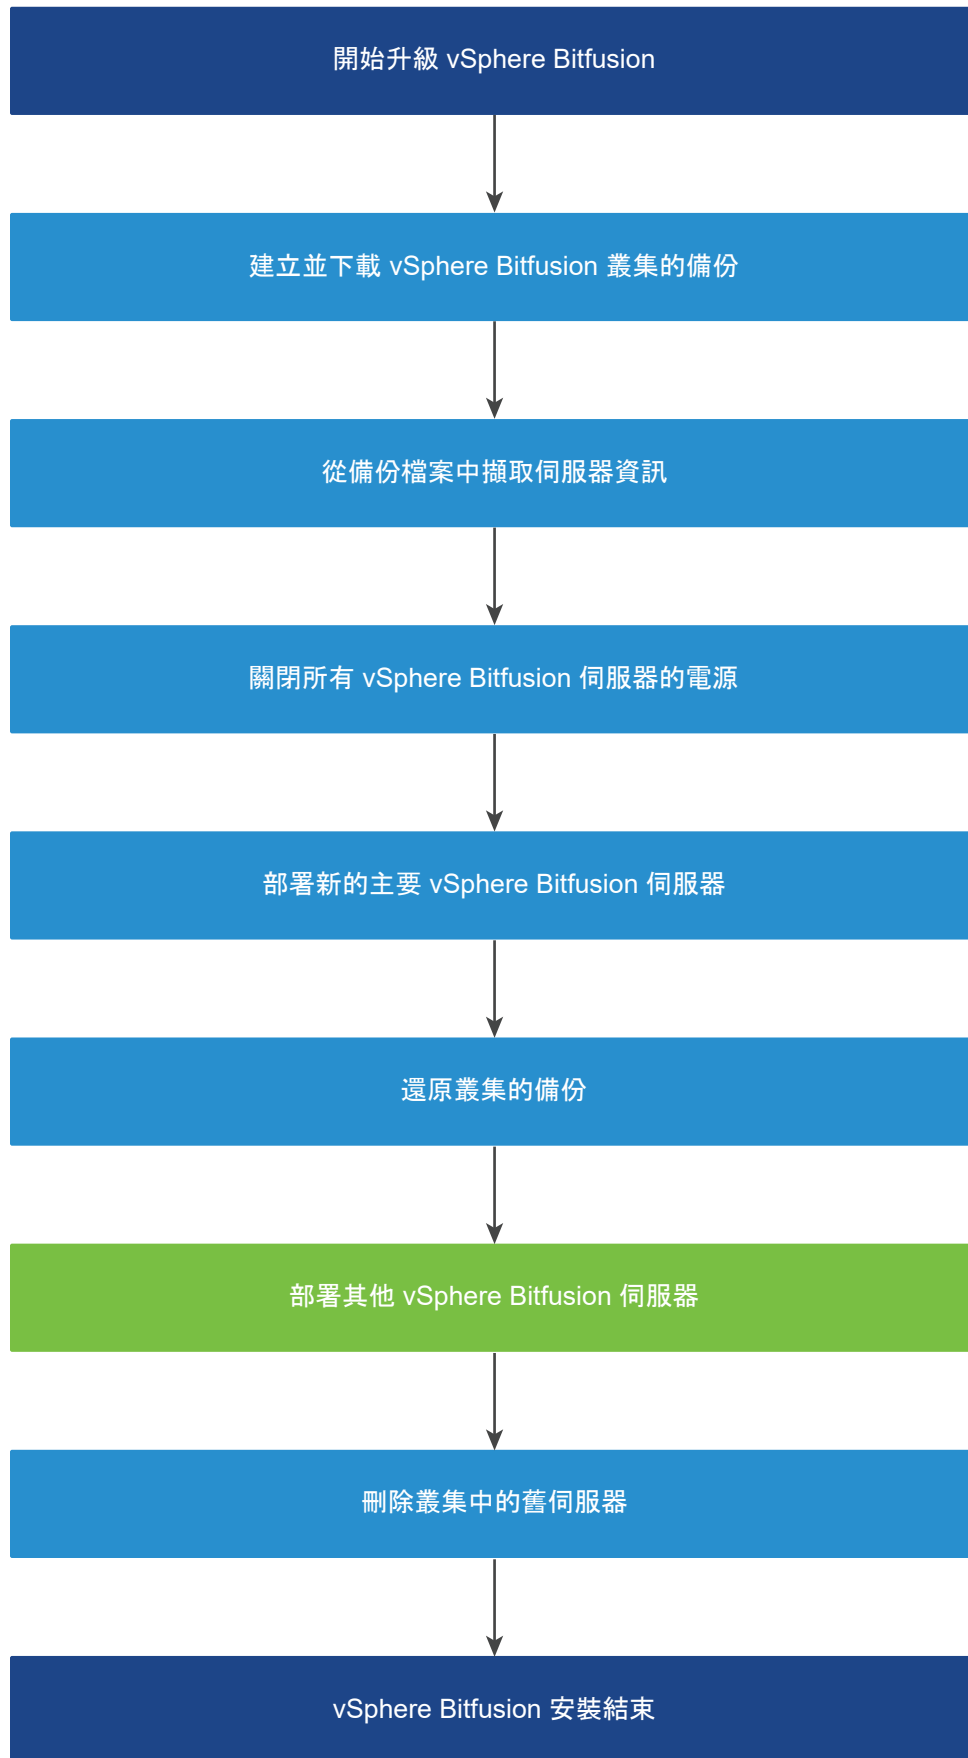 開始升級 vSphere Bitfusion
建立並下載 vSphere Bitfusion 叢集的備份
從備份檔案中擷取伺服器資訊
關閉所有 vSphere Bitfusion 伺服器的電源
部署新的主要 vSphere Bitfusion 伺服器
還原叢集的備份
部署其他 vSphere Bitfusion 伺服器
刪除叢集中的舊伺服器
vSphere Bitfusion 安裝結束